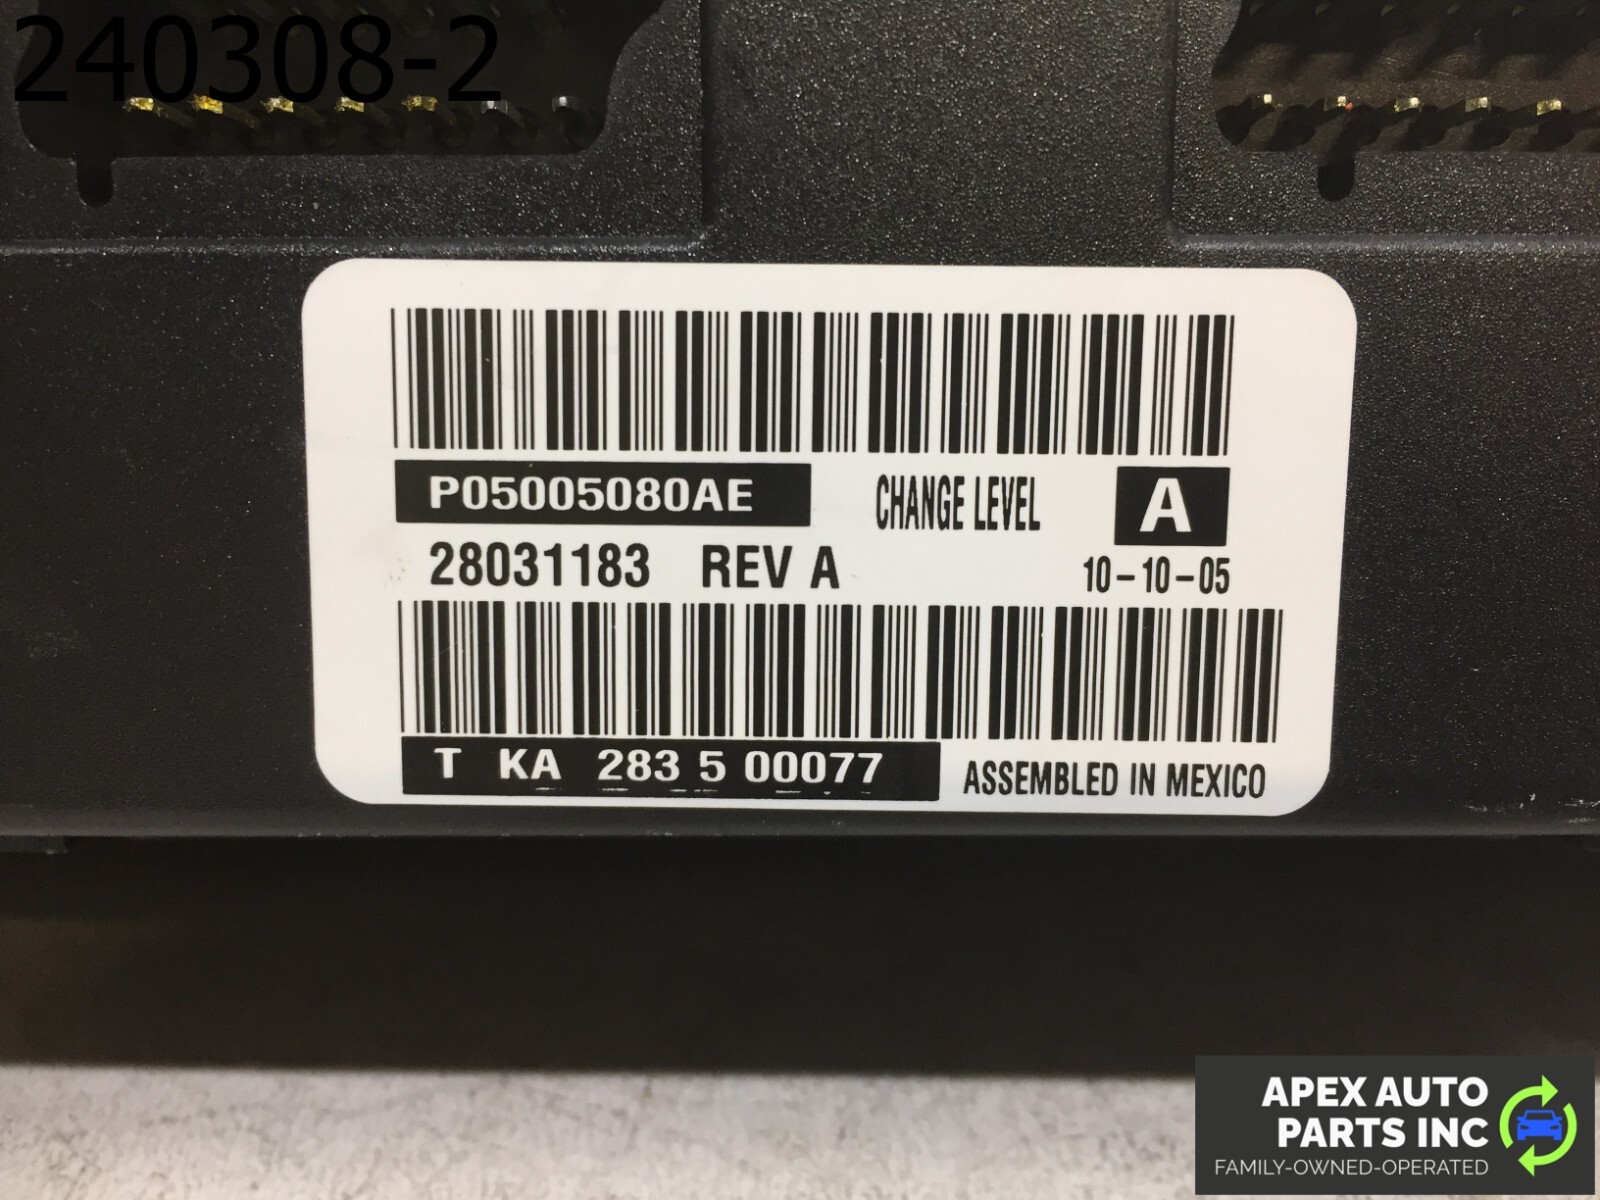 240308-2
P05005080AE CHANGE LEVEL A
28031183 REV A 10-10-05
T KA 283 5 00077 ASSEMBLED IN MEXICO
APEX AUTO
PARTS INC
FAMILY-OWNED-OPERATED